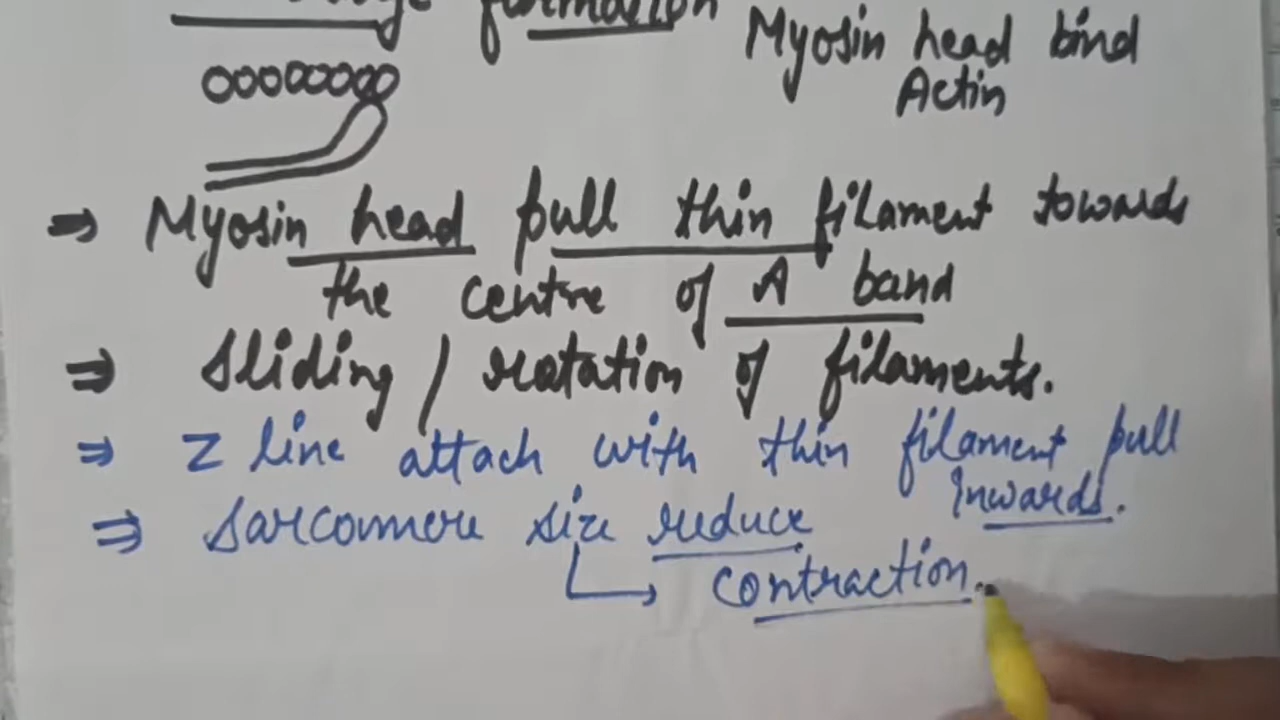 formation
Myosin head bind
Actin
⇒ Myosin head pull thin filament towards
the centre of A band
⇒ Sliding / rotation of filaments.
⇒ Z line attach with thin filament pull
Inwards.
⇒ Sarcomere size reduce
↳ contraction.